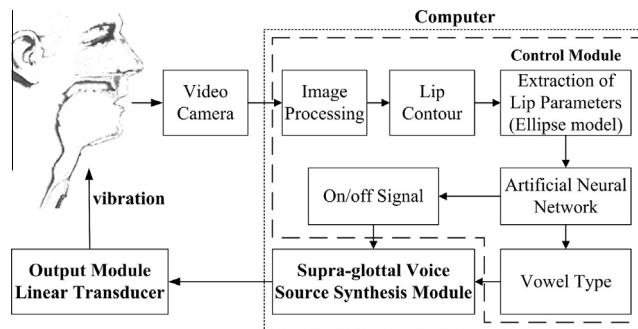 Computer
Control Module
Video
Camera
Image
Processing
Lip
Contour
Extraction of
Lip Parameters
(Ellipse model)
On/off Signal
Artificial Neural
Network
vibration
Output Module
Linear Transducer
Supra-glottal Voice
Source Synthesis Module
Vowel Type